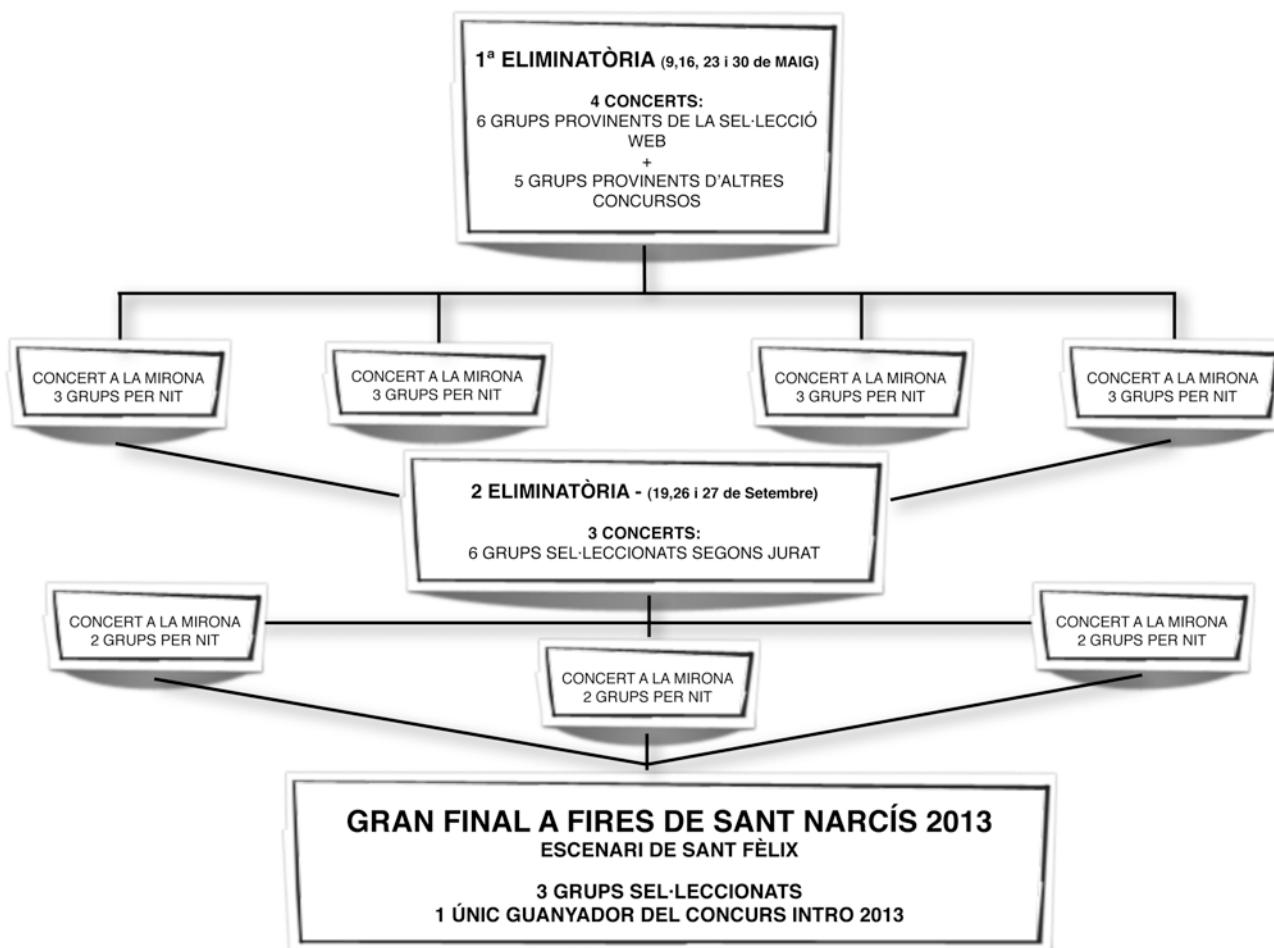 1ª ELIMINATÒRIA (9,16, 23 i 30 de MAIG)
4 CONCERTS:
6 GRUPS PROVINENTS DE LA SEL·LECCIÓ
WEB
+
5 GRUPS PROVINENTS D'ALTRES
CONCURSOS
CONCERT A LA MIRONA
3 GRUPS PER NIT
CONCERT A LA MIRONA
3 GRUPS PER NIT
CONCERT A LA MIRONA
3 GRUPS PER NIT
CONCERT A LA MIRONA
3 GRUPS PER NIT
2 ELIMINATÒRIA - (19,26 i 27 de Setembre)
3 CONCERTS:
6 GRUPS SEL·LECCIONATS SEGONS JURAT
CONCERT A LA MIRONA
2 GRUPS PER NIT
CONCERT A LA MIRONA
2 GRUPS PER NIT
CONCERT A LA MIRONA
2 GRUPS PER NIT
GRAN FINAL A FIRES DE SANT NARCÍS 2013
ESCENARI DE SANT FÈLIX
3 GRUPS SEL·LECCIONATS
1 ÚNIC GUANYADOR DEL CONCURS INTRO 2013